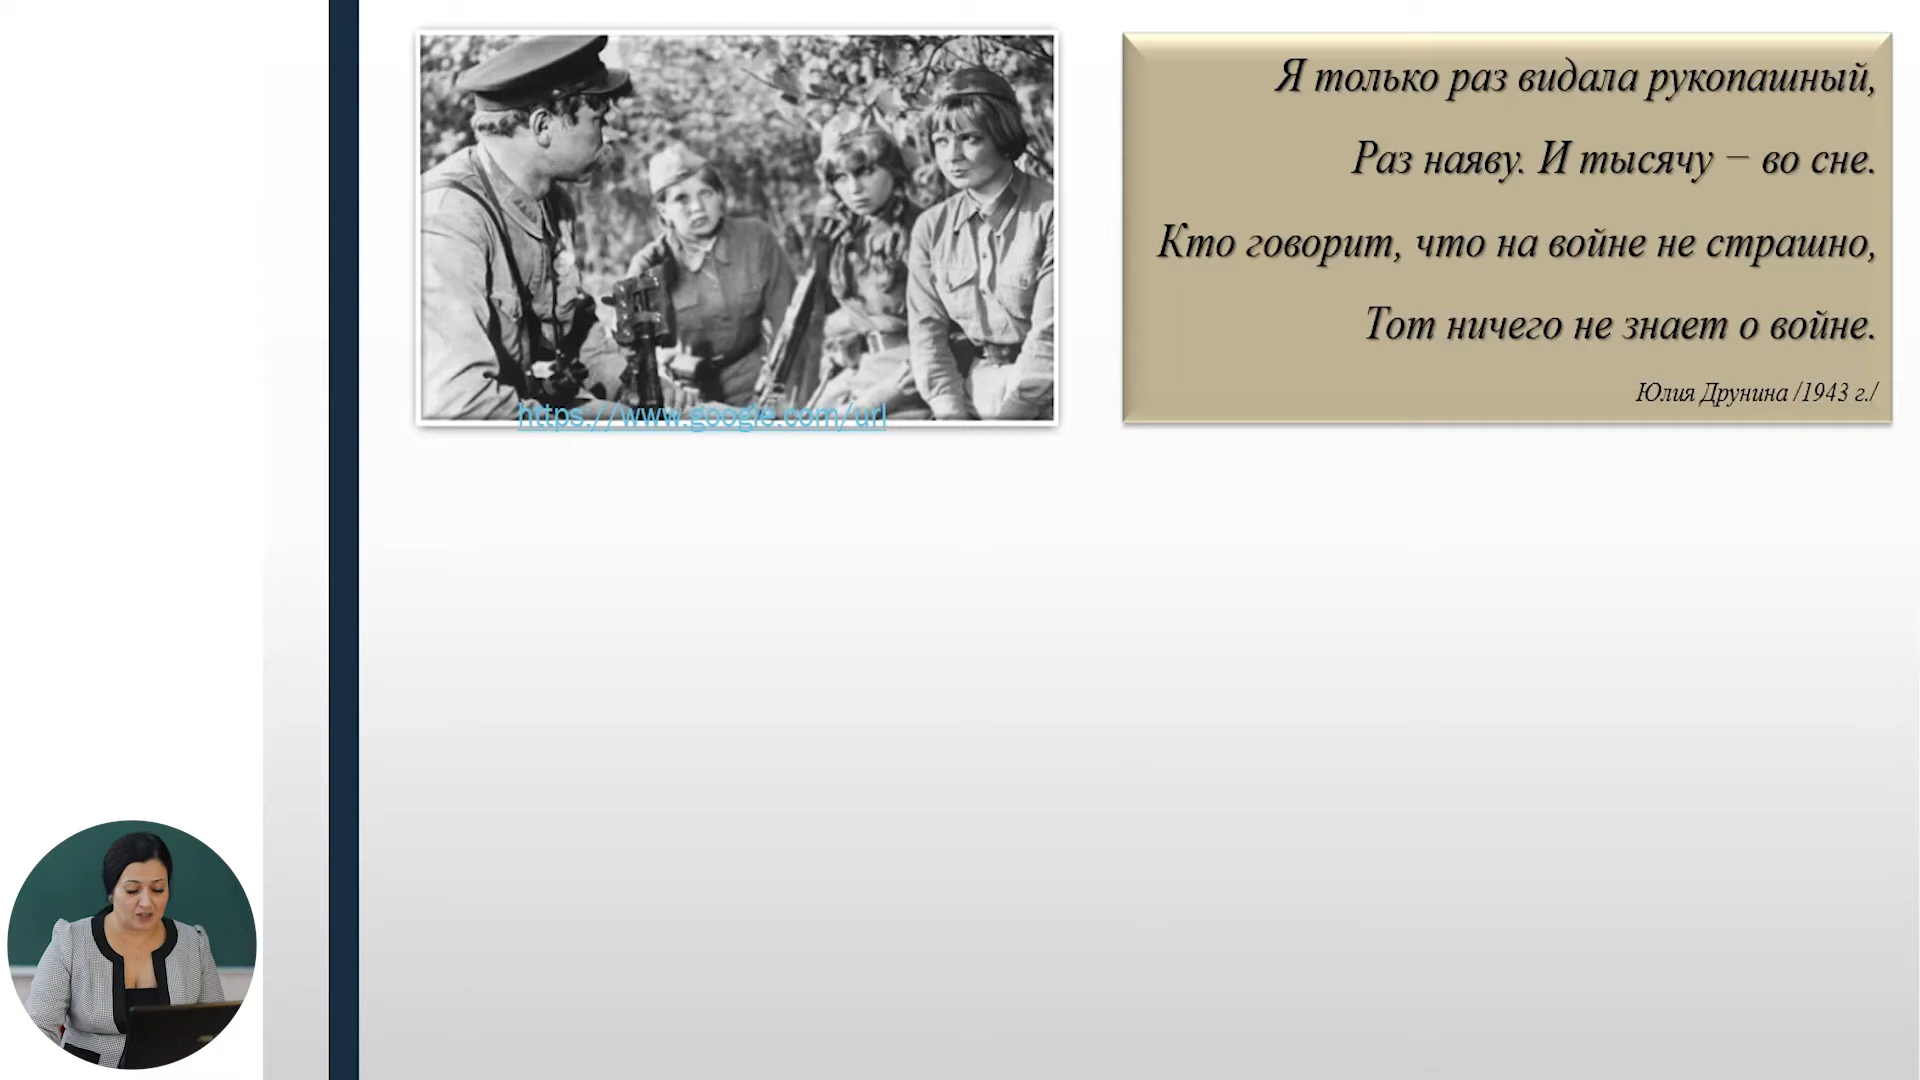 https://www.google.com/url
Я только раз видала рукопашный,
Раз наяву. И тысячу – во сне.
Кто говорит, что на войне не страшно,
Тот ничего не знает о войне.
Юлия Друнина /1943 г./